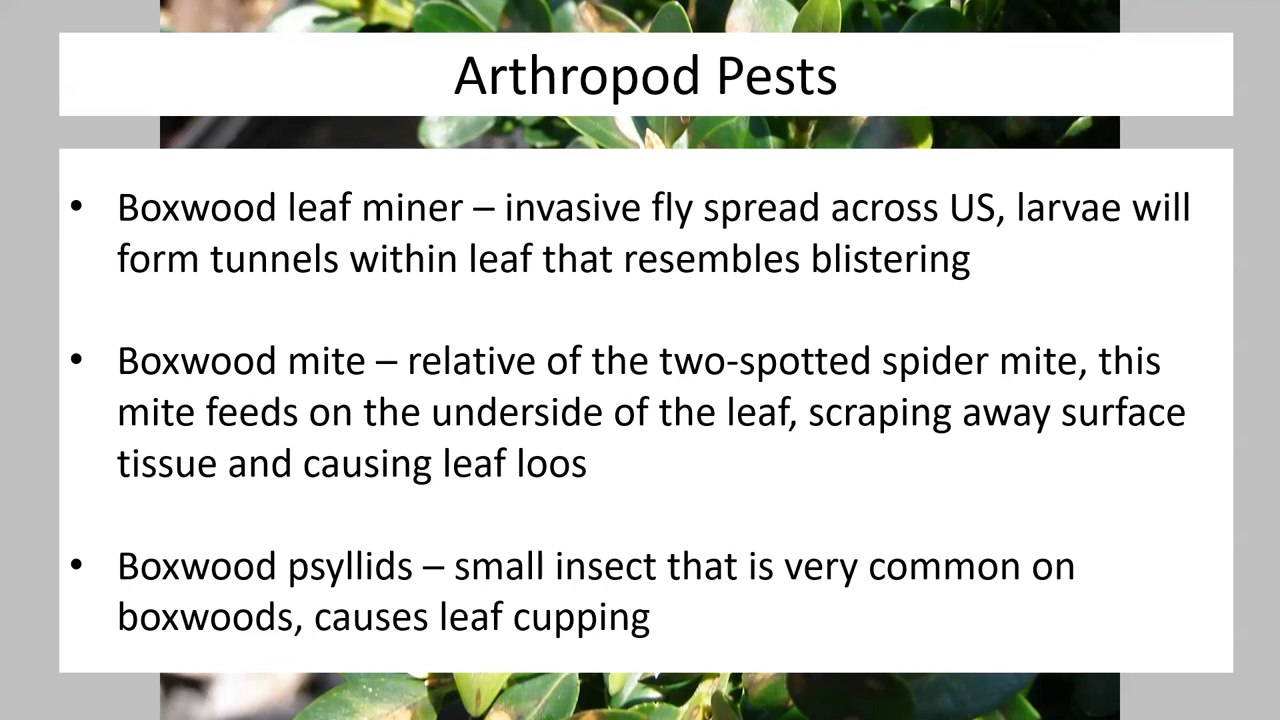 Arthropod Pests
• Boxwood leaf miner – invasive fly spread across US, larvae will
form tunnels within leaf that resembles blistering
• Boxwood mite – relative of the two-spotted spider mite, this
mite feeds on the underside of the leaf, scraping away surface
tissue and causing leaf loos
• Boxwood psyllids – small insect that is very common on
boxwoods, causes leaf cupping